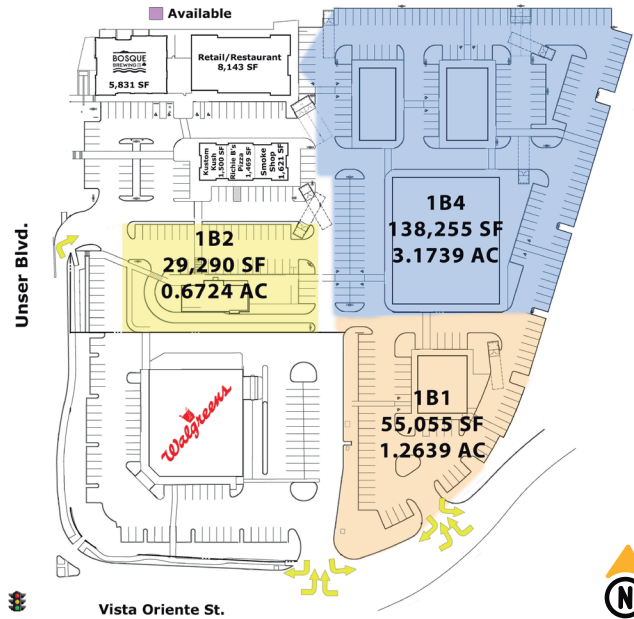 Available
BOSQUE
BREWING CO
5,831 SF
Retail/Restaurant
8,143 SF
Kustom
Kush
1,500 SF
Richie B's
Pizza
1,469 SF
Smoke
Shop
1,621 SF
1B4
138,255 SF
3.1739 AC
1B2
29,290 SF
0.6724 AC
Unser Blvd.
Walgreens
1B1
55,055 SF
1.2639 AC
Vista Oriente St.
N